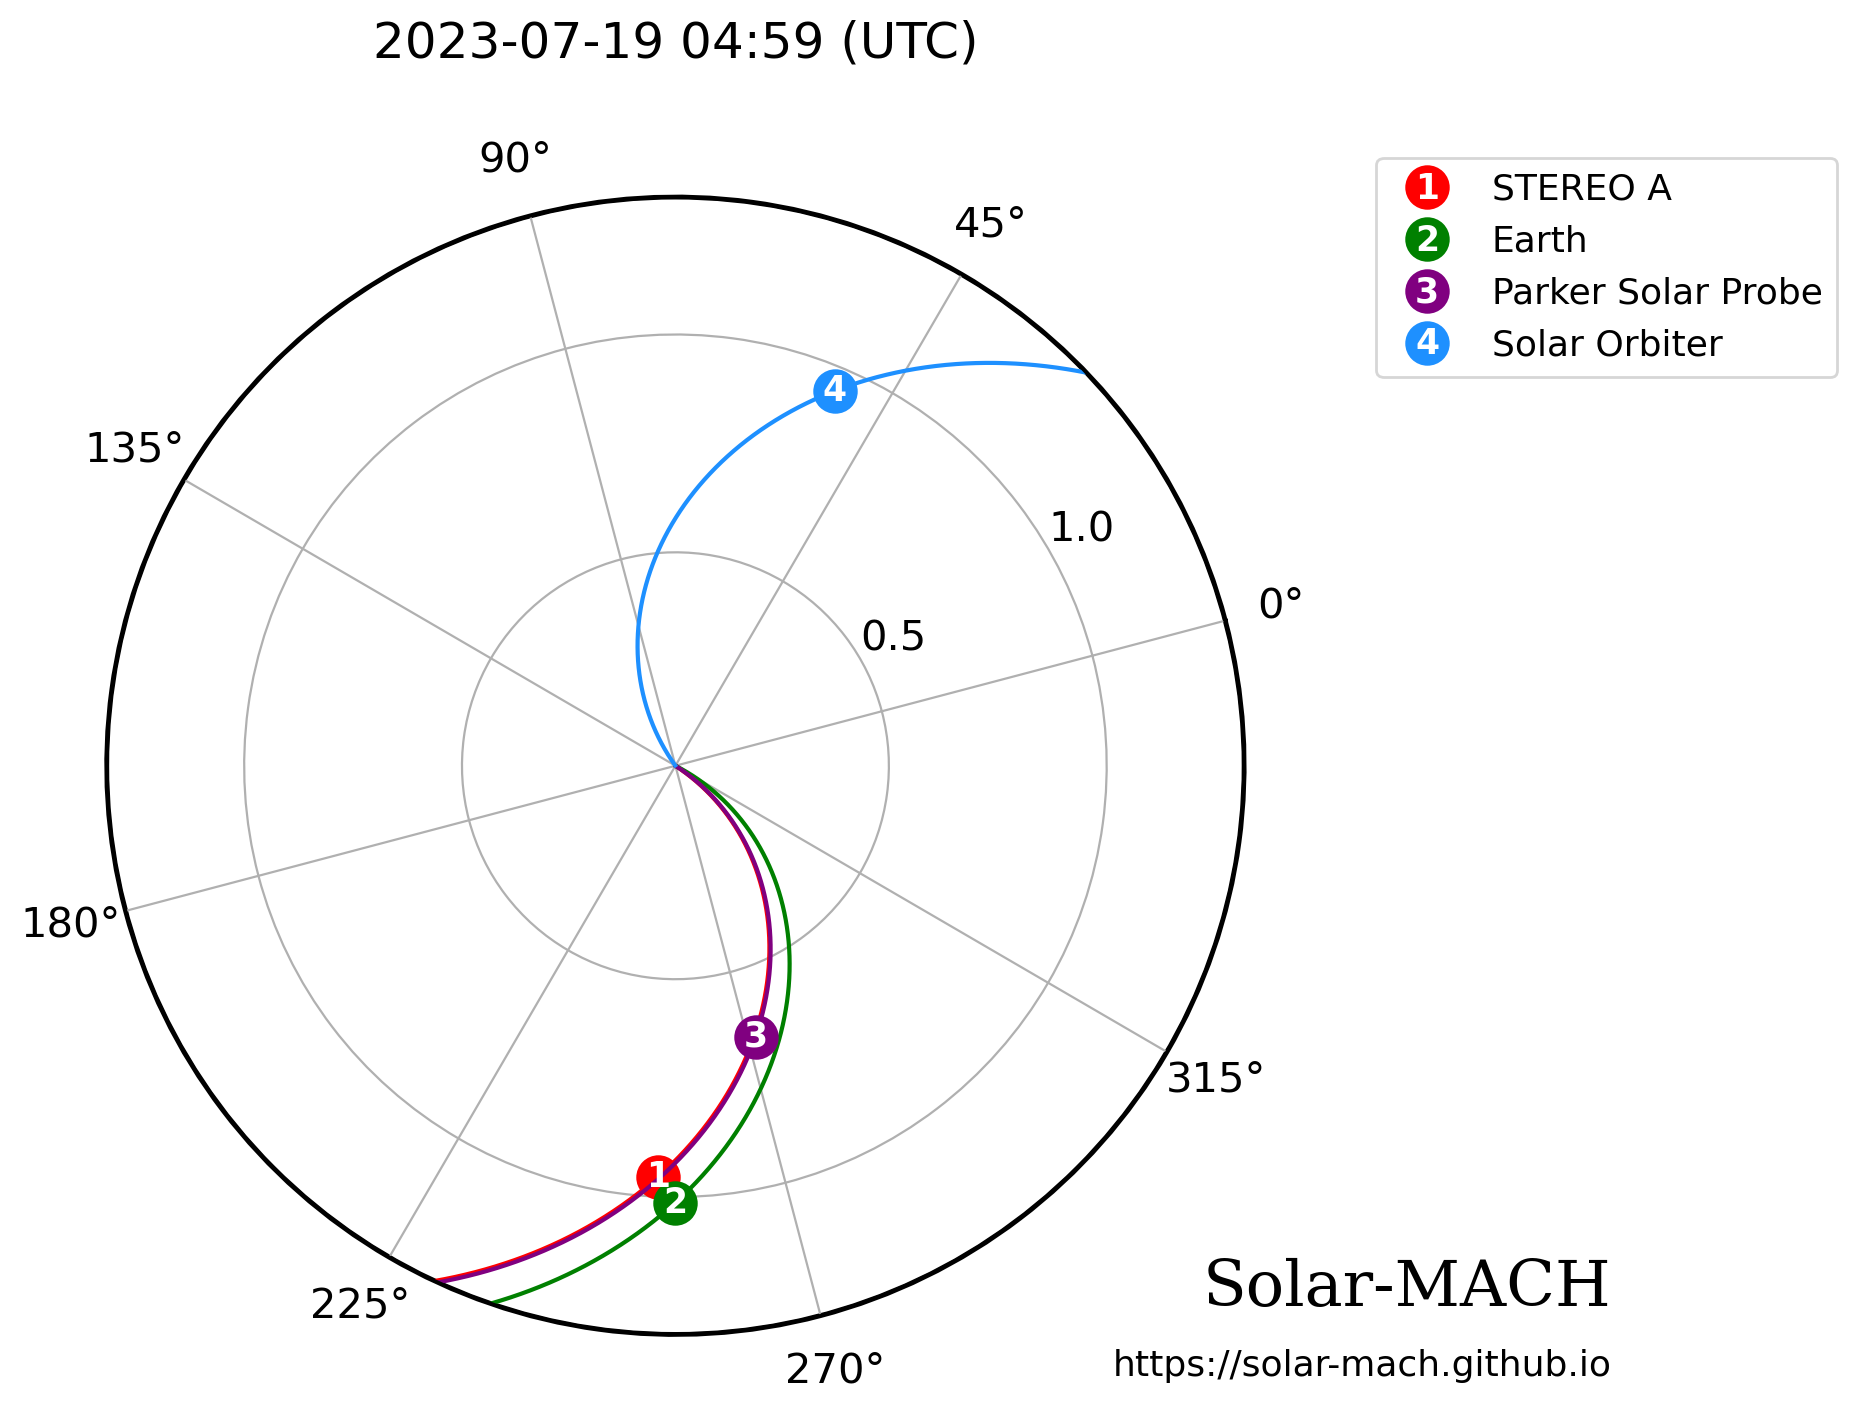 2023-07-19 04:59 (UTC)
90°
45°
1 STEREO A
2 Earth
3 Parker Solar Probe
4 Solar Orbiter
4
135°
1.0
0°
0.5
180°
3
315°
1
2
225°
270°
Solar-MACH
https://solar-mach.github.io